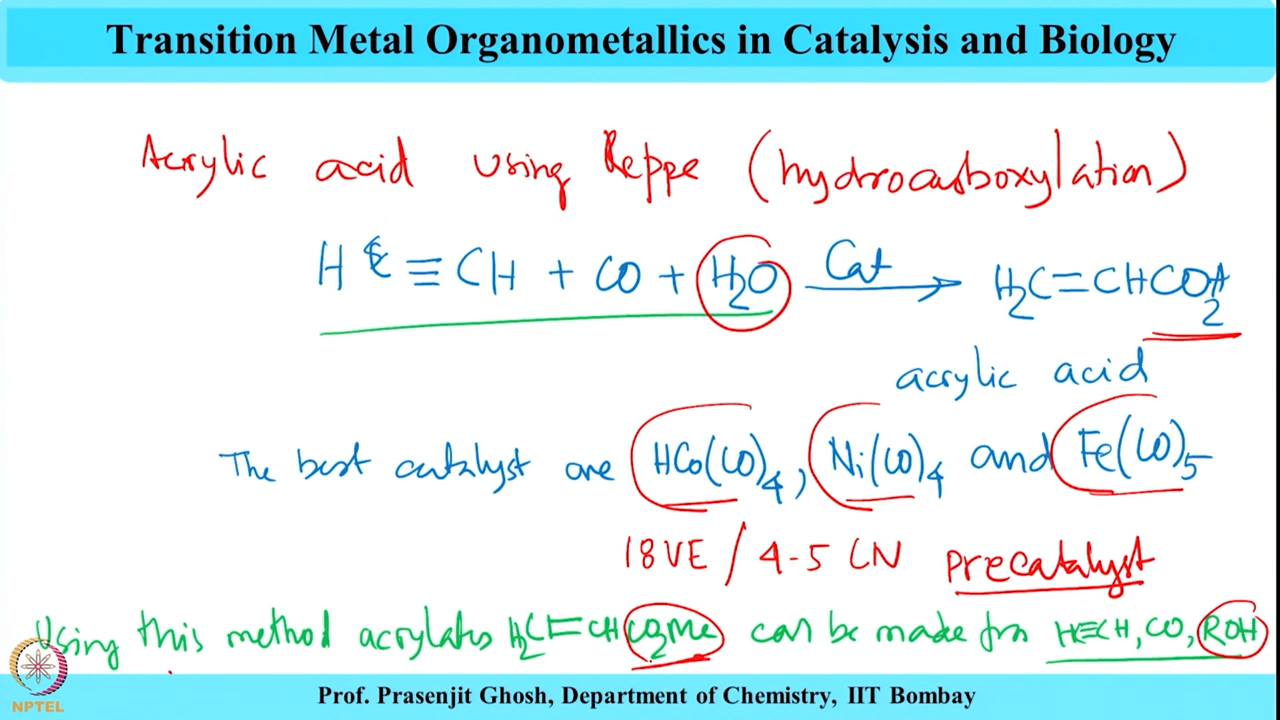 Transition Metal Organometallics in Catalysis and Biology
Acrylic acid using Reppe (hydrocarboxylation)
HC≡CH + CO + H₂O Cat → H₂C=CHCO₂H
acrylic acid
The best catalyst are HCo(CO)₄, Ni(CO)₄ and Fe(CO)₅
18VE / 4-5 CN precatalyst
Using this method acrylates H₂C=CHCO₂Me can be made from HC≡CH, CO, ROH
NPTEL
Prof. Prasenjit Ghosh, Department of Chemistry, IIT Bombay